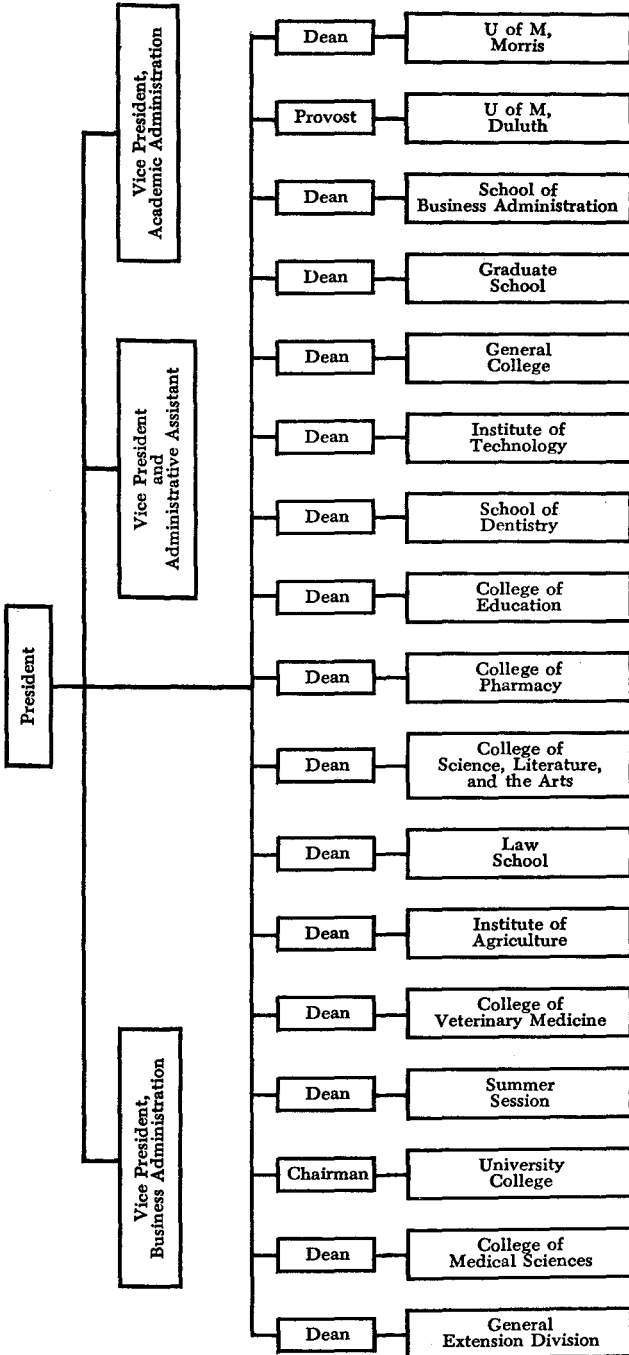 President
Vice President,
Academic Administration
Vice President
and
Administrative Assistant
Vice President,
Business Administration
Dean
U of M,
Morris
Provost
U of M,
Duluth
Dean
School of
Business Administration
Dean
Graduate
School
Dean
General
College
Dean
Institute of
Technology
Dean
School of
Dentistry
Dean
College of
Education
Dean
College of
Pharmacy
Dean
College of
Science, Literature,
and the Arts
Dean
Law
School
Dean
Institute of
Agriculture
Dean
College of
Veterinary Medicine
Dean
Summer
Session
Chairman
University
College
Dean
College of
Medical Sciences
Dean
General
Extension Division